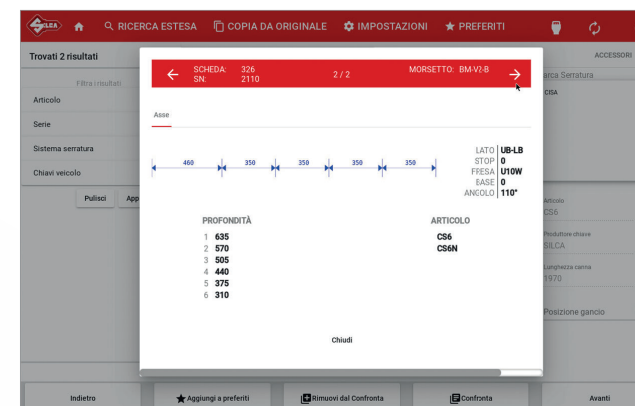 SILCA RICERCA ESTESA COPIA DA ORIGINALE IMPOSTAZIONI PREFERITI
Trovati 2 risultati
ACCESSORI
Filtra i risultati
Articolo
Serie
Sistema serratura
Chiavi veicolo
Pulisci App
SCHEDA: 326
SN: 2110
2 / 2
MORSETTO: BM-V2-B
Asse
460 350 350 350 350
LATO UB-LB
STOP 0
FRESA U10W
BASE 0
ANGOLO 110°
PROFONDITÀ
1 635
2 570
3 505
4 440
5 375
6 310
ARTICOLO
CS6
CS6N
Chiudi
arca Serratura
CISA
Articolo
CS6
Produttore chiave
SILCA
Lunghezza canna
1970
Posizione gancio
Indietro Aggiungi a preferiti Rimuovi dal Confronta Confronta Avanti